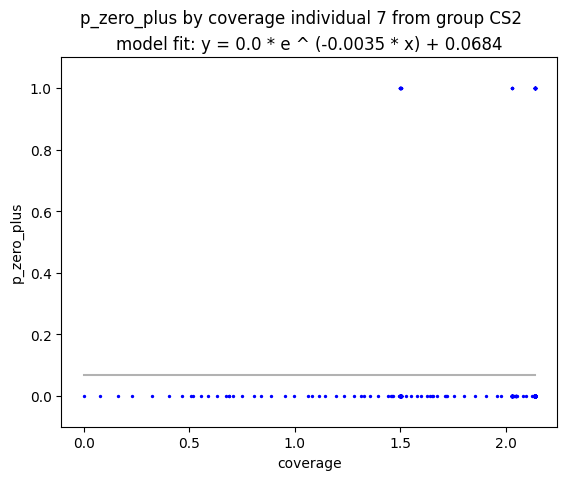 p_zero_plus by coverage individual 7 from group CS2
model fit: y = 0.0 * e ^ (-0.0035 * x) + 0.0684
1.0
0.8
0.6
0.4
0.2
0.0
p_zero_plus
0.0 0.5 1.0 1.5 2.0
coverage